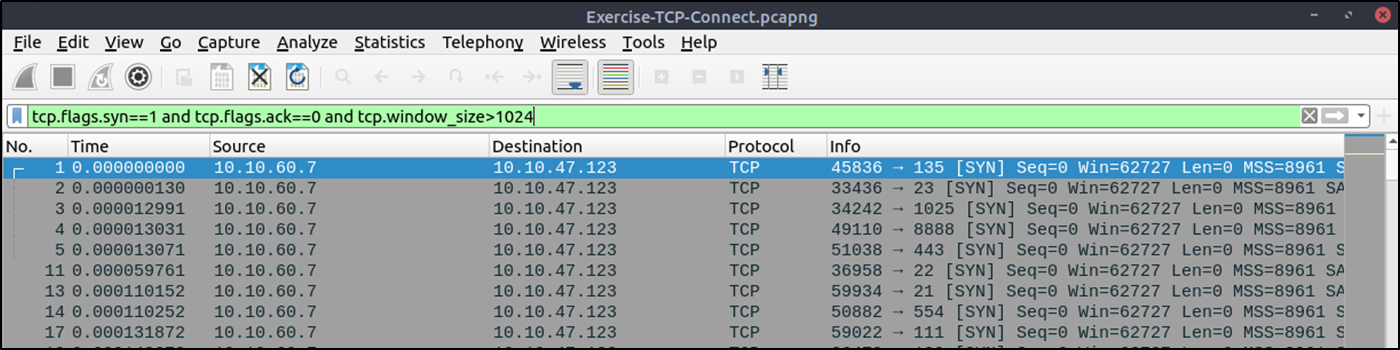 Exercise-TCP-Connect.pcapng
File Edit View Go Capture Analyze Statistics Telephony Wireless Tools Help
tcp.flags.syn==1 and tcp.flags.ack==0 and tcp.window_size>1024
No. Time Source Destination Protocol Info
1 0.000000000 10.10.60.7 10.10.47.123 TCP 45836 → 135 [SYN] Seq=0 Win=62727 Len=0 MSS=8961 S
2 0.000000130 10.10.60.7 10.10.47.123 TCP 33436 → 23 [SYN] Seq=0 Win=62727 Len=0 MSS=8961 SA
3 0.000012991 10.10.60.7 10.10.47.123 TCP 34242 → 1025 [SYN] Seq=0 Win=62727 Len=0 MSS=8961
4 0.000013031 10.10.60.7 10.10.47.123 TCP 49110 → 8888 [SYN] Seq=0 Win=62727 Len=0 MSS=8961
5 0.000013071 10.10.60.7 10.10.47.123 TCP 51038 → 443 [SYN] Seq=0 Win=62727 Len=0 MSS=8961 S
11 0.000059761 10.10.60.7 10.10.47.123 TCP 36958 → 22 [SYN] Seq=0 Win=62727 Len=0 MSS=8961 SA
13 0.000110152 10.10.60.7 10.10.47.123 TCP 59934 → 21 [SYN] Seq=0 Win=62727 Len=0 MSS=8961 SA
14 0.000110252 10.10.60.7 10.10.47.123 TCP 50882 → 554 [SYN] Seq=0 Win=62727 Len=0 MSS=8961 S
17 0.000131872 10.10.60.7 10.10.47.123 TCP 59022 → 111 [SYN] Seq=0 Win=62727 Len=0 MSS=8961 S